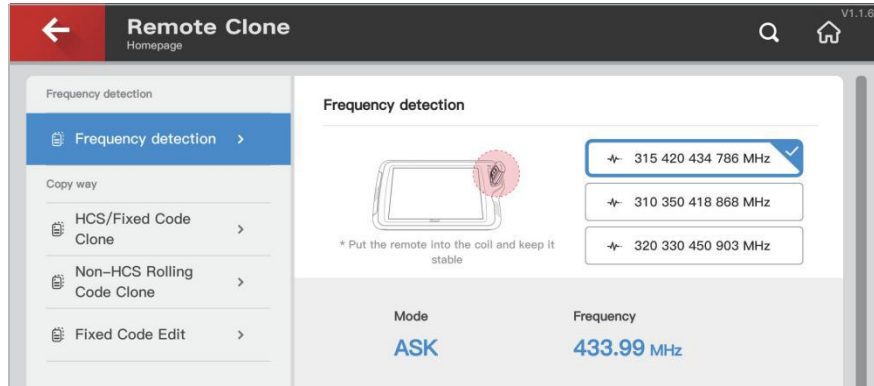 Remote Clone
Homepage
V1.1.6
Frequency detection
Frequency detection
Copy way
HCS/Fixed Code
Clone
Non-HCS Rolling
Code Clone
Fixed Code Edit
Frequency detection
* Put the remote into the coil and keep it
stable
315 420 434 786 MHz
310 350 418 868 MHz
320 330 450 903 MHz
Mode
ASK
Frequency
433.99 MHz